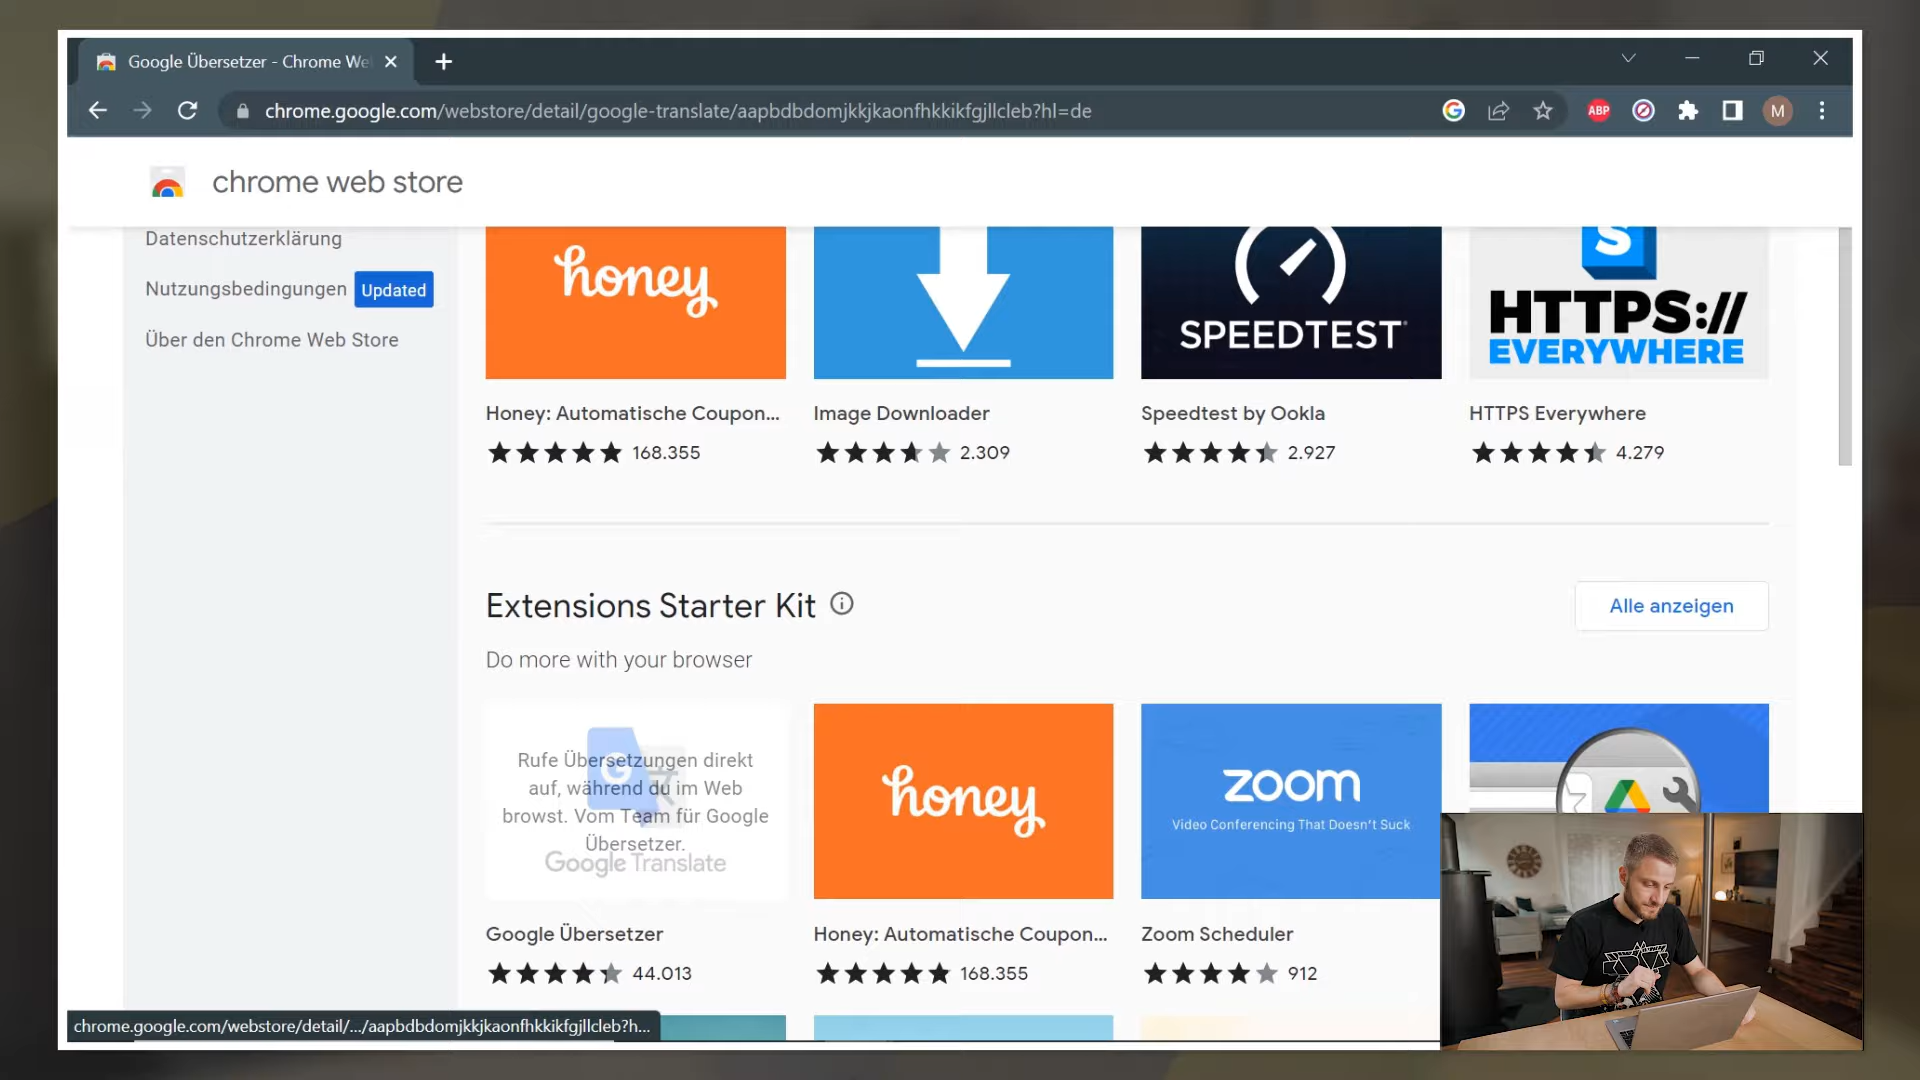 Google Übersetzer - Chrome We
chrome.google.com/webstore/detail/google-translate/aapbdbdomjkkjkaonfhkkikfgjllcleb?hl=de
ABP
M
chrome web store
Datenschutzerklärung
Nutzungsbedingungen Updated
Über den Chrome Web Store
honey
SPEEDTEST
S
HTTPS://
EVERYWHERE
Honey: Automatische Coupon...
Image Downloader
Speedtest by Ookla
HTTPS Everywhere
168.355
2.309
2.927
4.279
Extensions Starter Kit
Alle anzeigen
Do more with your browser
Rufe Übersetzungen direkt
auf, während du im Web
browst. Vom Team für Google
Übersetzer.
Google Translate
honey
zoom
Video Conferencing That Doesn't Suck
Google Übersetzer
Honey: Automatische Coupon...
Zoom Scheduler
44.013
168.355
912
chrome.google.com/webstore/detail/.../aapbdbdomjkkjkaonfhkkikfgjllcleb?h...